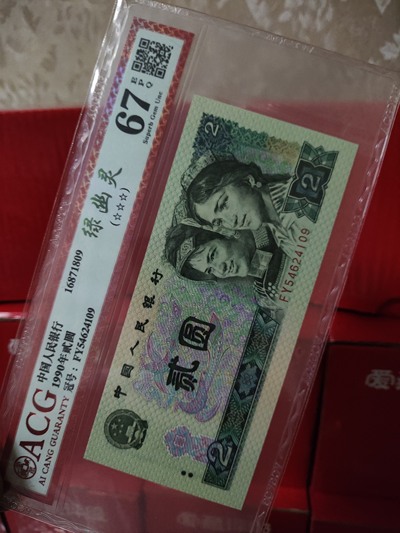 ACG
AI CANG GUARANTY
中国人民银行
1990年贰圆
冠号：FY54624109
16871809
绿幽灵
(☆☆☆)
67
EPQ
Superb Gem Unc
中国人民银行
贰圆
2
2
FY54624109